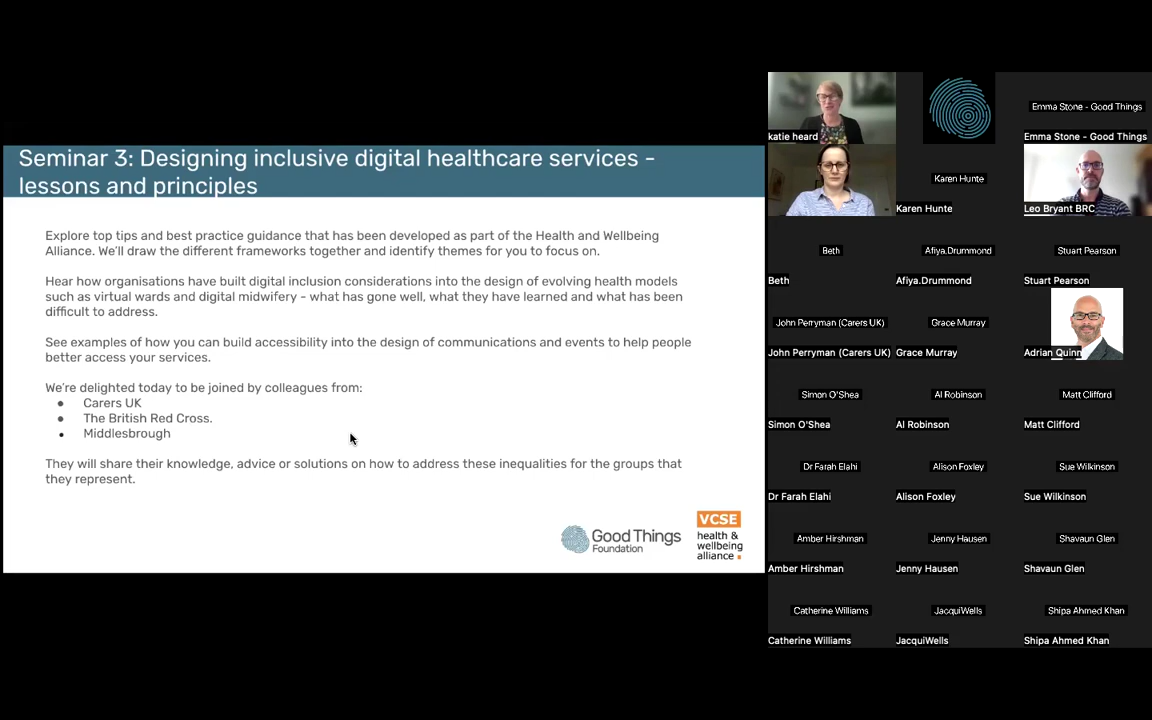 Seminar 3: Designing inclusive digital healthcare services -
lessons and principles
Explore top tips and best practice guidance that has been developed as part of the Health and Wellbeing
Alliance. We'll draw the different frameworks together and identify themes for you to focus on.
Hear how organisations have built digital inclusion considerations into the design of evolving health models
such as virtual wards and digital midwifery - what has gone well, what they have learned and what has been
difficult to address.
See examples of how you can build accessibility into the design of communications and events to help people
better access your services.
We're delighted today to be joined by colleagues from:
● Carers UK
● The British Red Cross.
● Middlesbrough
They will share their knowledge, advice or solutions on how to address these inequalities for the groups that
they represent.
Good Things
Foundation
VCSE
health &
wellbeing
alliance
katie heard
Emma Stone - Good Things
Emma Stone - Good Things
Karen Hunte
Karen Hunte
Leo Bryant BRC
Beth
Beth
Afiya.Drummond
Afiya.Drummond
Stuart Pearson
Stuart Pearson
John Perryman (Carers UK)
John Perryman (Carers UK)
Grace Murray
Grace Murray
Adrian Quinn
Simon O'Shea
Simon O'Shea
Al Robinson
Al Robinson
Matt Clifford
Matt Clifford
Dr Farah Elahi
Dr Farah Elahi
Alison Foxley
Alison Foxley
Sue Wilkinson
Sue Wilkinson
Amber Hirshman
Amber Hirshman
Jenny Hausen
Jenny Hausen
Shavaun Glen
Shavaun Glen
Catherine Williams
Catherine Williams
JacquiWells
JacquiWells
Shipa Ahmed Khan
Shipa Ahmed Khan